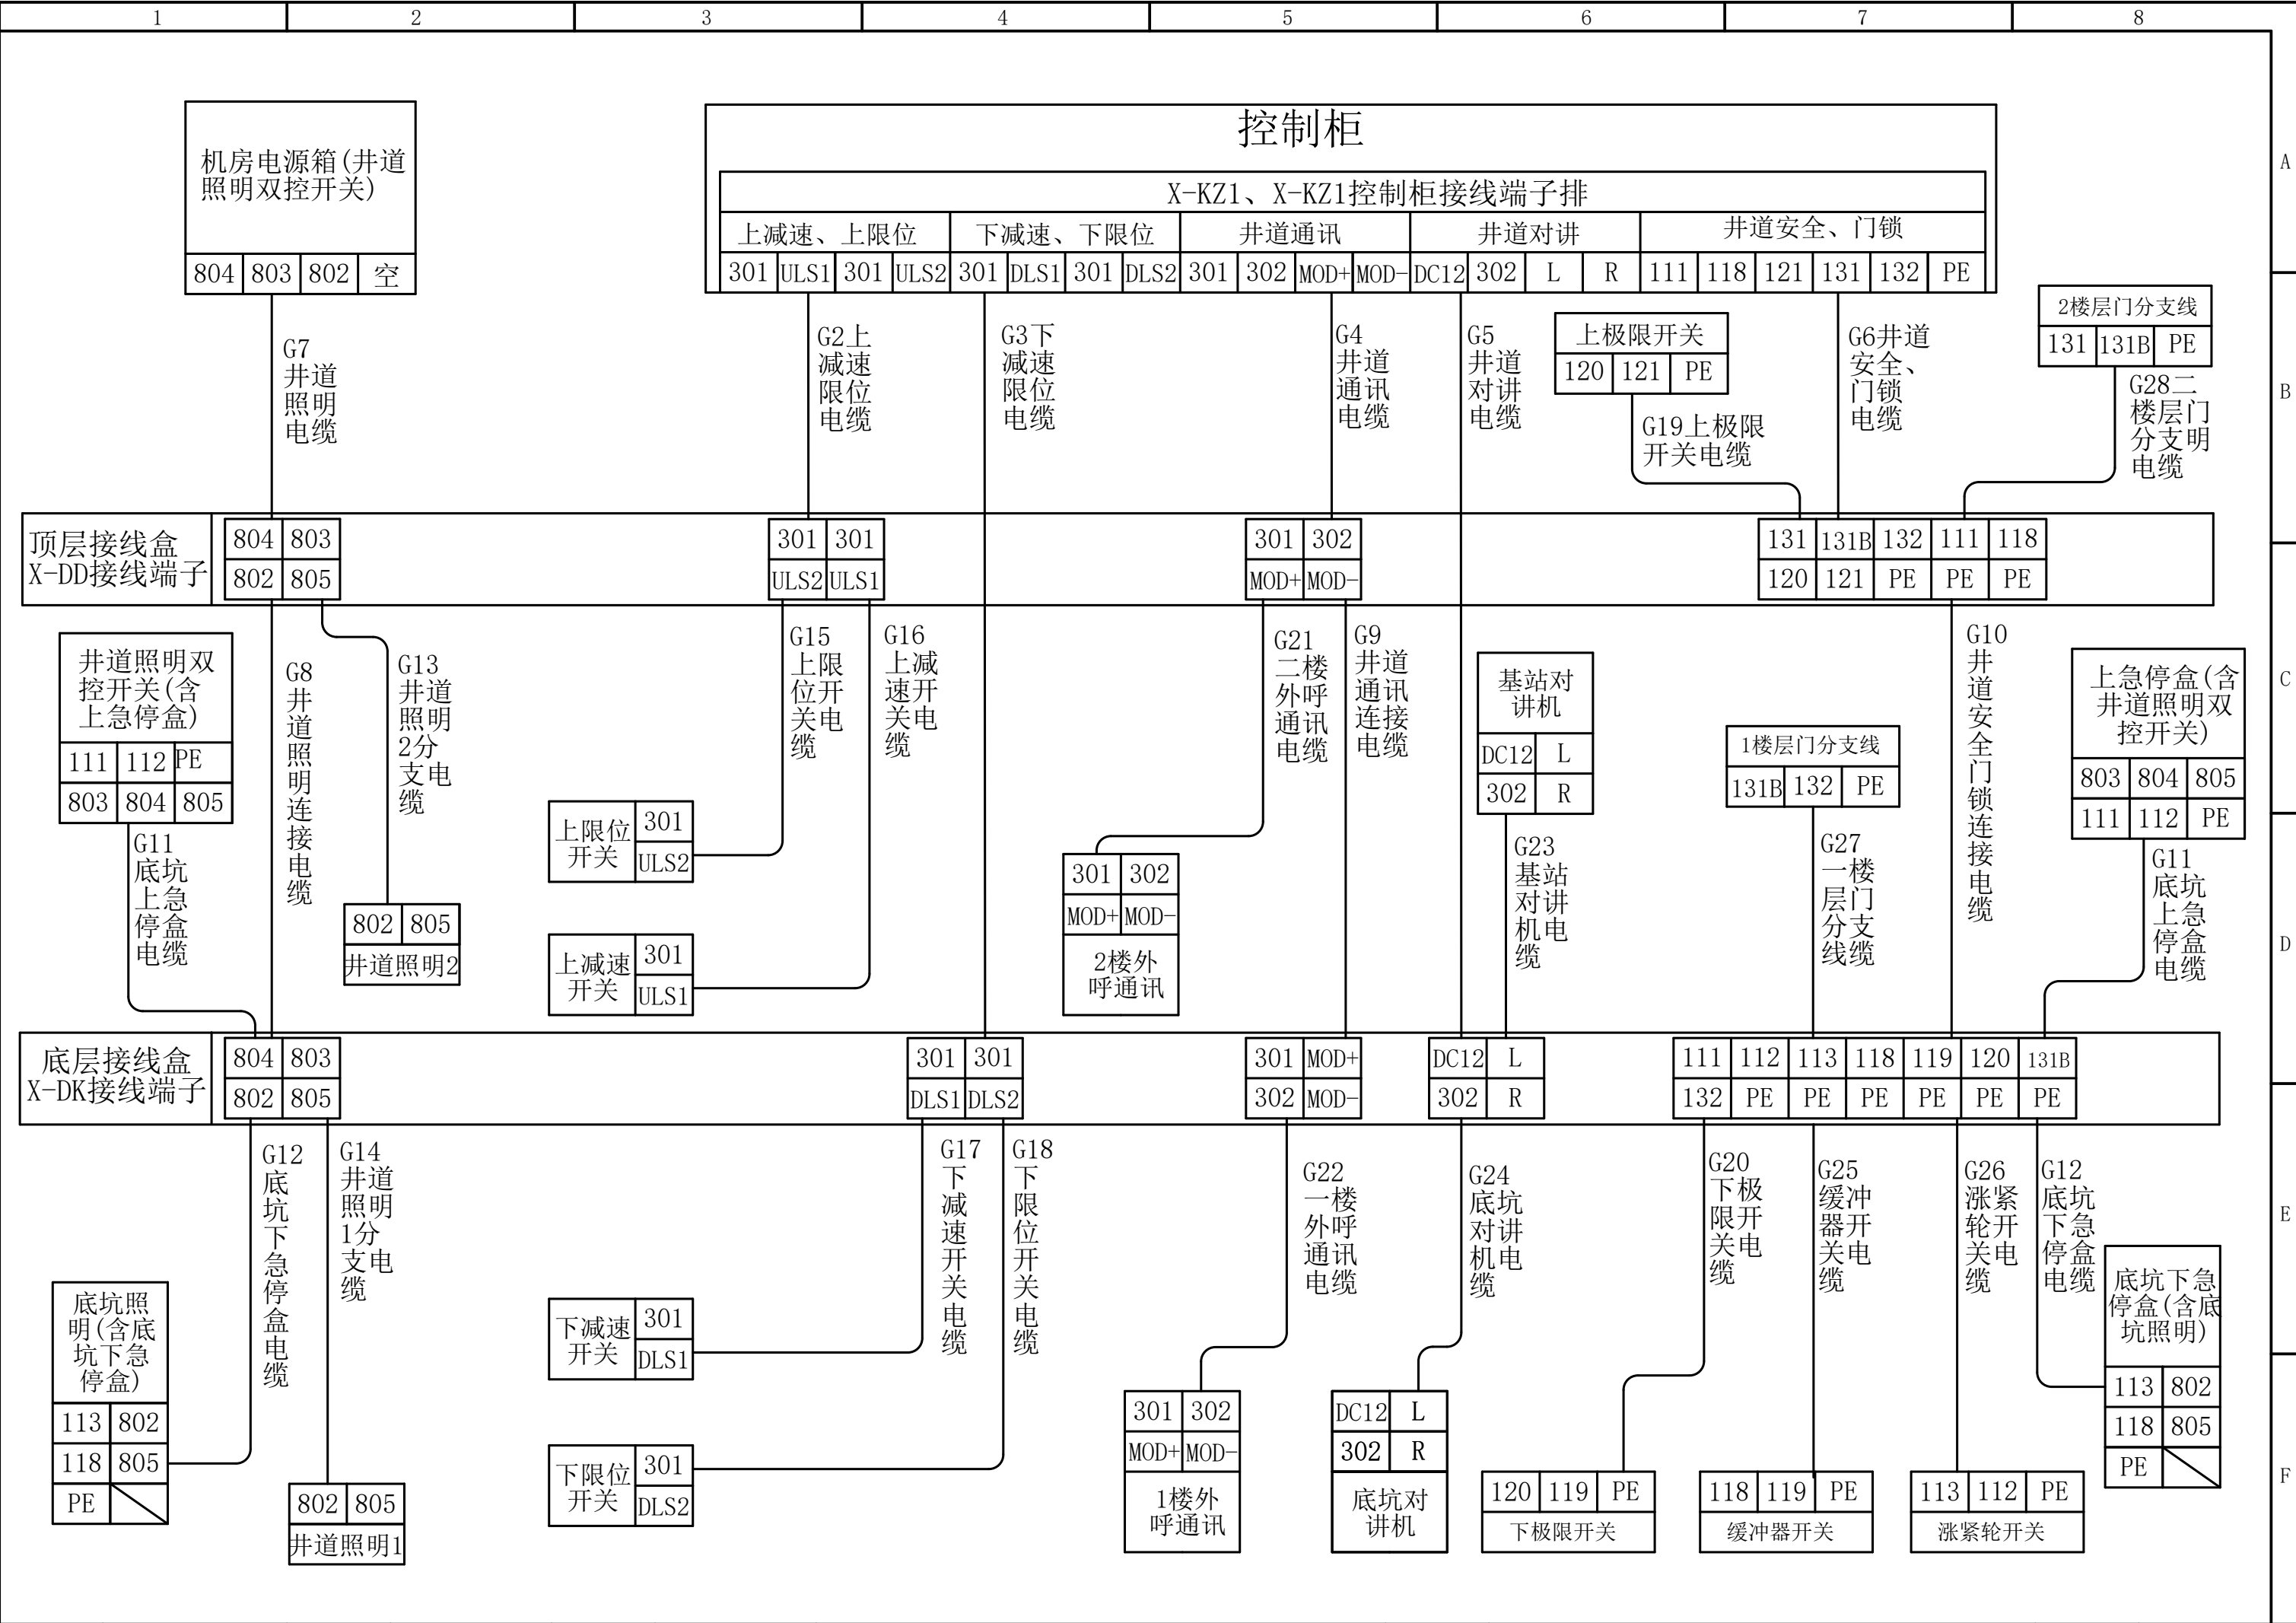 1 2 3 4 5 6 7 8
A
B
C
D
E
F
机房电源箱(井道
照明双控开关)
804 803 802 空
控制柜
X-KZ1、X-KZ1控制柜接线端子排
上减速、上限位 下减速、下限位 井道通讯 井道对讲 井道安全、门锁
301 ULS1 301 ULS2 301 DLS1 301 DLS2 301 302 MOD+ MOD- DC12 302 L R 111 118 121 131 132 PE
G7
井道
照明
电缆
G2上
减速
限位
电缆
G3下
减速
限位
电缆
G4
井道
通讯
电缆
G5
井道
对讲
电缆
上极限开关
120 121 PE
G19上极限
开关电缆
G6井道
安全、
门锁
电缆
2楼层门分支线
131 131B PE
G28二
楼层门
分支明
电缆
顶层接线盒
X-DD接线端子
804 803
802 805
301 301
ULS2 ULS1
301 302
MOD+ MOD-
131 131B 132 111 118
120 121 PE PE PE
井道照明双
控开关(含
上急停盒)
111 112 PE
803 804 805
G11
底坑
上急
停盒
电缆
G8
井
道
照
明
连
接
电
缆
G13
井道
照明
2分
支电
缆
802 805
井道照明2
G15
上限
位开
关电
缆
G16
上减
速开
关电
缆
上限位
开关
301
ULS2
上减速
开关
301
ULS1
G21
二楼
外呼
通讯
电缆
G9
井道
通讯
连接
电缆
301 302
MOD+ MOD-
2楼外
呼通讯
基站对
讲机
DC12 L
302 R
G23
基站
对讲
机电
缆
1楼层门分支线
131B 132 PE
G27
一楼
层门
分支
线缆
G10
井
道
安
全
门
锁
连
接
电
缆
上急停盒(含
井道照明双
控开关)
803 804 805
111 112 PE
G11
底坑
上急
停盒
电缆
底层接线盒
X-DK接线端子
804 803
802 805
301 301
DLS1 DLS2
301 MOD+
302 MOD-
DC12 L
302 R
111 112 113 118 119 120 131B
132 PE PE PE PE PE PE
G12
底
坑
下
急
停
盒
电
缆
G14
井道
照明
1分
支电
缆
底坑照
明(含底
坑下急
停盒)
113 802
118 805
PE
802 805
井道照明1
G17
下
减
速
开
关
电
缆
G18
下
限
位
开
关
电
缆
下减速
开关
301
DLS1
下限位
开关
301
DLS2
G22
一楼
外呼
通讯
电缆
301 302
MOD+ MOD-
1楼外
呼通讯
G24
底坑
对讲
机电
缆
DC12 L
302 R
底坑对
讲机
G20
下极
限开
关电
缆
120 119 PE
下极限开关
G25
缓冲
器开
关电
缆
118 119 PE
缓冲器开关
G26
涨紧
轮开
关电
缆
113 112 PE
涨紧轮开关
G12
底坑
下急
停盒
电缆
底坑下急
停盒(含底
坑照明)
113 802
118 805
PE